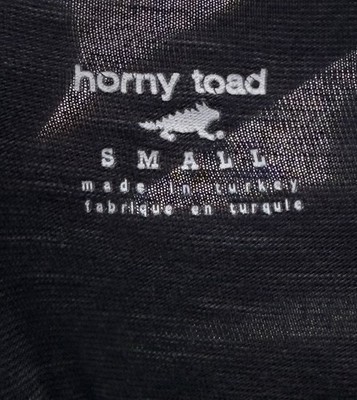 horny toad
SMALL
made in turkey
fabrique en turquie